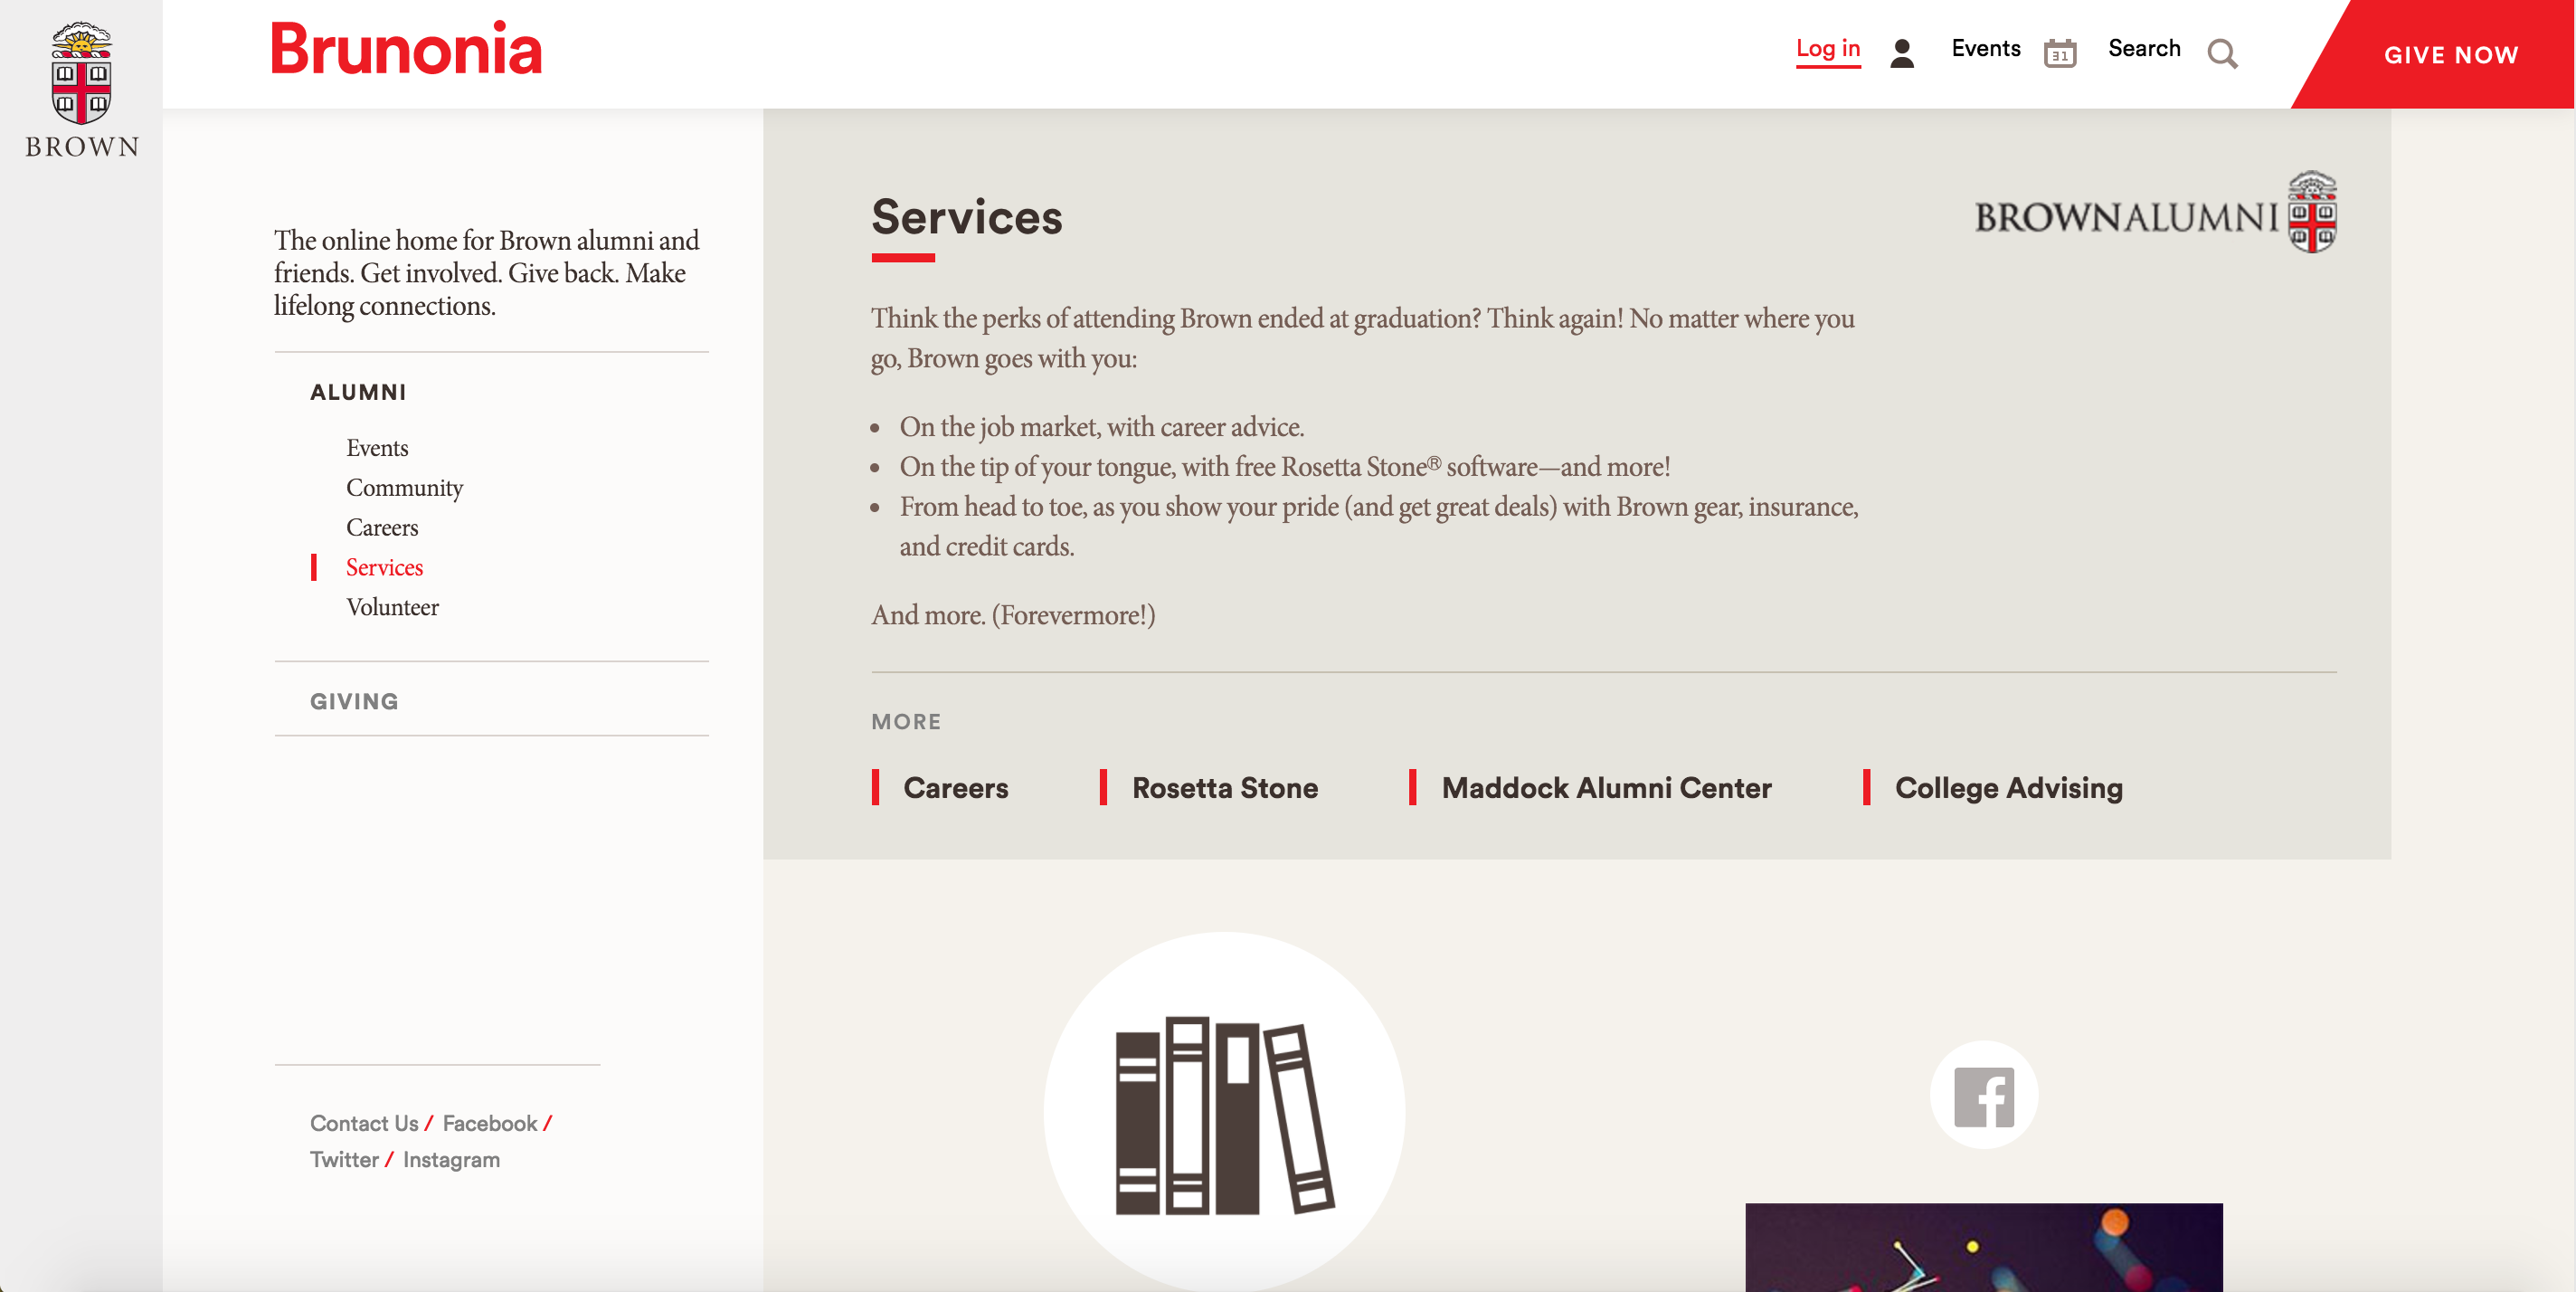 BROWN
Brunonia
Log in
Events
31
Search
GIVE NOW
The online home for Brown alumni and
friends. Get involved. Give back. Make
lifelong connections.
ALUMNI
Events
Community
Careers
Services
Volunteer
GIVING
Contact Us / Facebook /
Twitter / Instagram
Services
BROWNALUMNI
Think the perks of attending Brown ended at graduation? Think again! No matter where you
go, Brown goes with you:
• On the job market, with career advice.
• On the tip of your tongue, with free Rosetta Stone® software—and more!
• From head to toe, as you show your pride (and get great deals) with Brown gear, insurance,
and credit cards.
And more. (Forevermore!)
MORE
Careers
Rosetta Stone
Maddock Alumni Center
College Advising